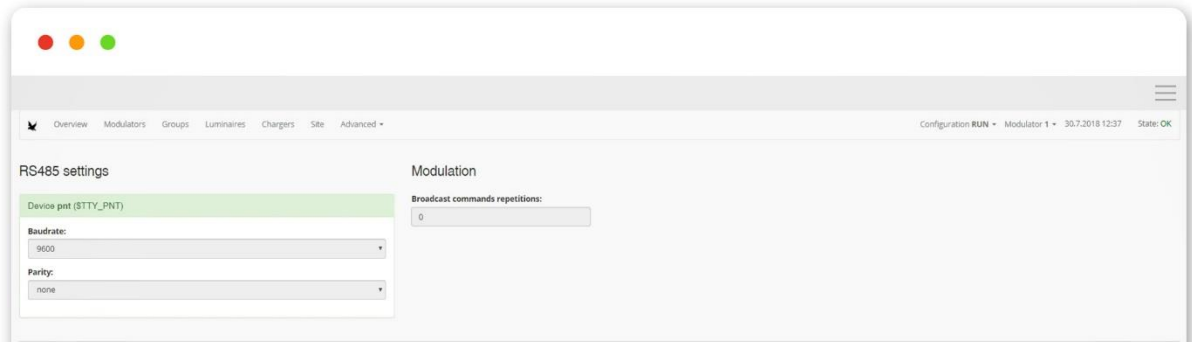 Overview Modulators Groups Luminaires Chargers Site Advanced Configuration RUN Modulator 1 30.7.2018 12:37 State: OK
RS485 settings
Device pnt ($TTY_PNT)
Baudrate:
9600
Parity:
none
Modulation
Broadcast commands repetitions:
0